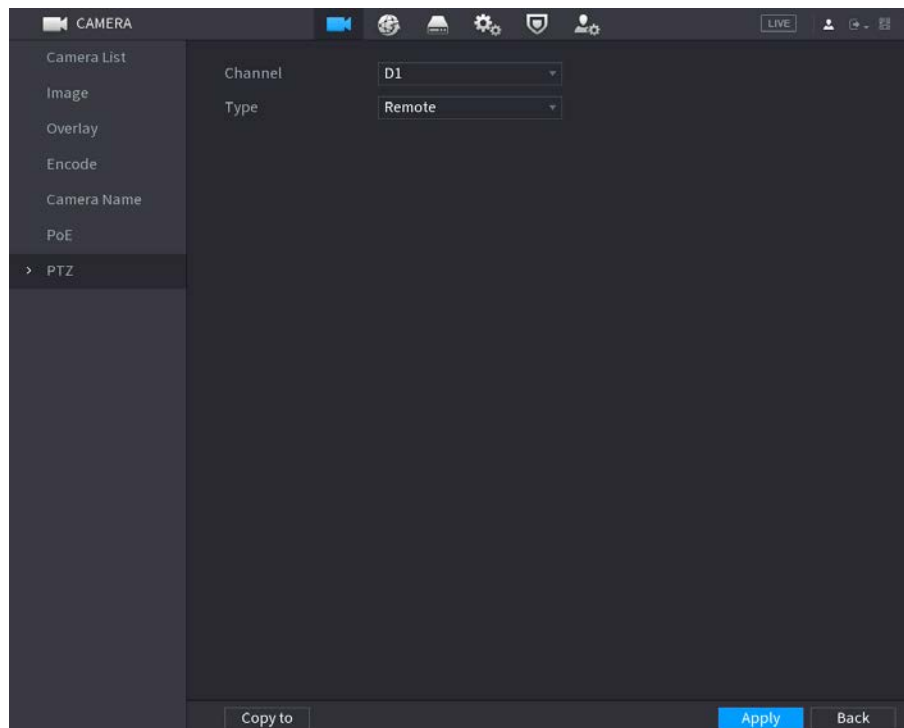 CAMERA
LIVE
Camera List
Image
Overlay
Encode
Camera Name
PoE
> PTZ
Channel D1
Type Remote
Copy to
Apply
Back